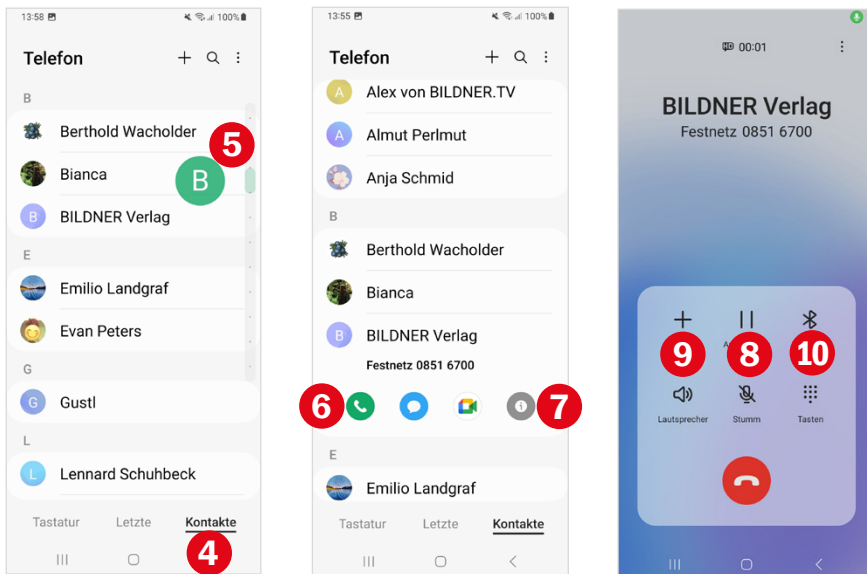 13:58 100%
Telefon
B
Berthold Wacholder
5
Bianca
B
B BILDNER Verlag
E
Emilio Landgraf
Evan Peters
G
G Gustl
L
L Lennard Schuhbeck
Tastatur Letzte Kontakte
4
13:55 100%
Telefon
A Alex von BILDNER.TV
A Almut Perlmut
Anja Schmid
B
Berthold Wacholder
Bianca
B BILDNER Verlag
Festnetz 0851 6700
6 7
E
Emilio Landgraf
Tastatur Letzte Kontakte
HD 00:01
BILDNER Verlag
Festnetz 0851 6700
9 8 10
Lautsprecher Stumm Tasten